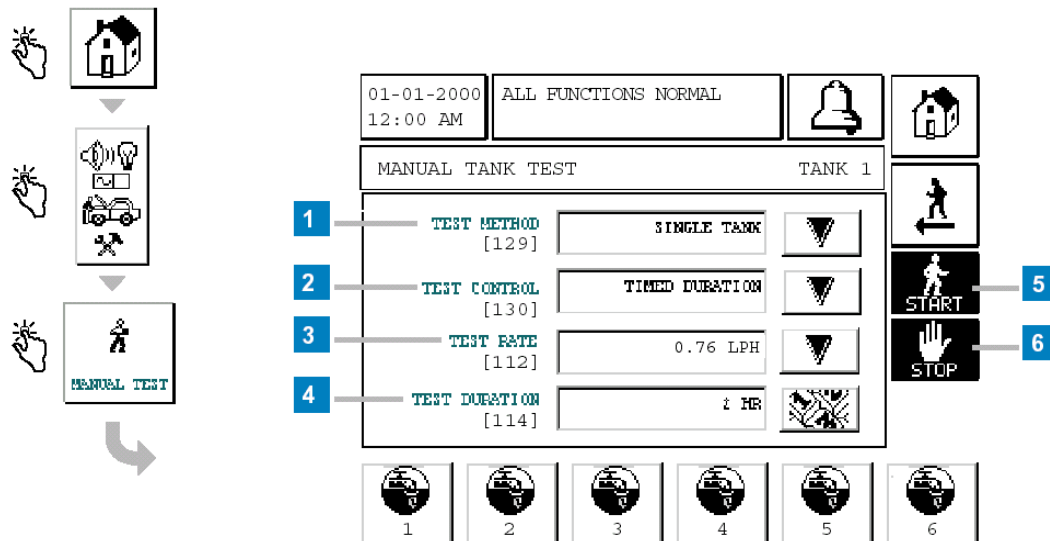 MANUAL TEST
01-01-2000
12:00 AM
ALL FUNCTIONS NORMAL
MANUAL TANK TEST TANK 1
1 TEST METHOD
[129]
SINGLE TANK
2 TEST CONTROL
[130]
TIMED DURATION
3 TEST RATE
[112]
0.76 LPH
4 TEST DURATION
[114]
HR
START 5
STOP 6
1 2 3 4 5 6